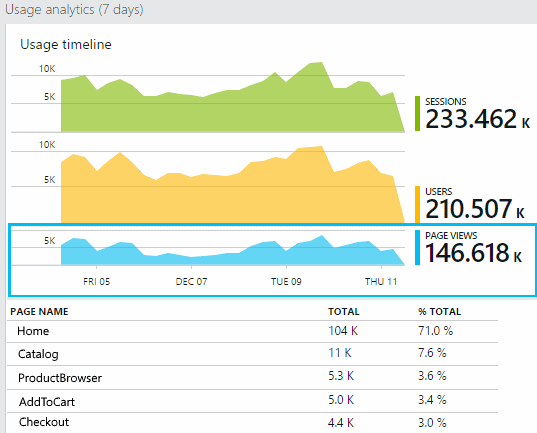 Usage analytics (7 days)
Usage timeline
10K
5K
SESSIONS
233.462 K
10K
5K
USERS
210.507 K
5K
PAGE VIEWS
146.618 K
FRI 05 DEC 07 TUE 09 THU 11
PAGE NAME TOTAL % TOTAL
Home 104 K 71.0 %
Catalog 11 K 7.6 %
ProductBrowser 5.3 K 3.6 %
AddToCart 5.0 K 3.4 %
Checkout 4.4 K 3.0 %